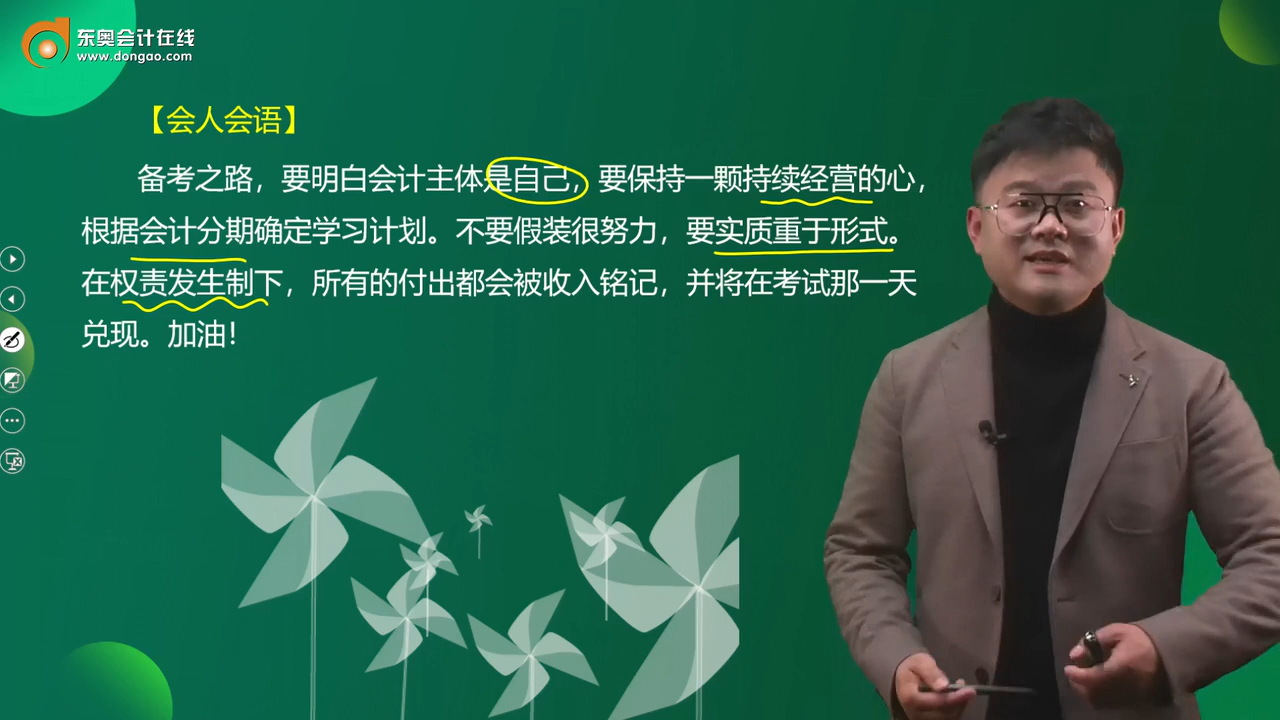 东奥会计在线
www.dongao.com
【会人会语】
备考之路，要明白会计主体是自己，要保持一颗持续经营的心，
根据会计分期确定学习计划。不要假装很努力，要实质重于形式。
在权责发生制下，所有的付出都会被收入铭记，并将在考试那一天
兑现。加油！